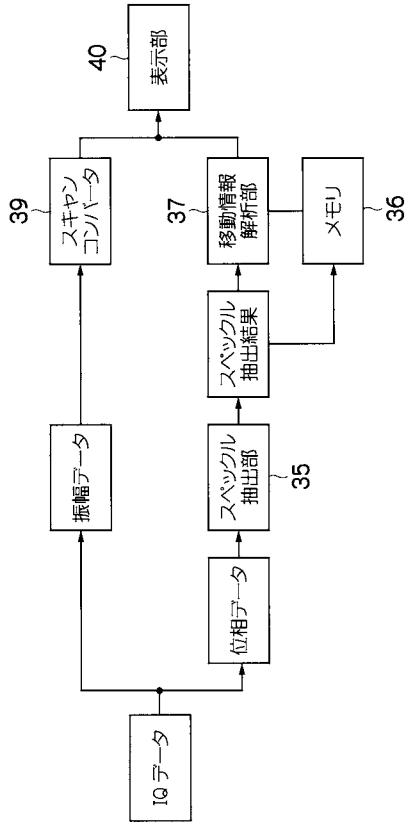 IQ データ
振幅データ
39
スキャン
コンバータ
位相データ
35
スペックル
抽出部
スペックル
抽出結果
37
移動情報
解析部
36
メモリ
40
表示部